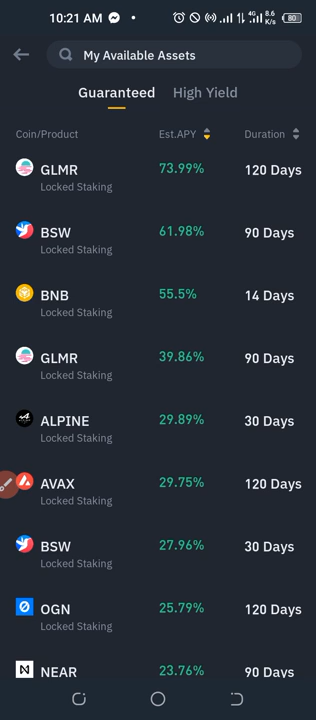 10:21 AM
4G 8.6 K/s 80
My Available Assets
Guaranteed High Yield
Coin/Product Est.APY Duration
GLMR 73.99% 120 Days
Locked Staking
BSW 61.98% 90 Days
Locked Staking
BNB 55.5% 14 Days
Locked Staking
GLMR 39.86% 90 Days
Locked Staking
ALPINE 29.89% 30 Days
Locked Staking
AVAX 29.75% 120 Days
Locked Staking
BSW 27.96% 30 Days
Locked Staking
OGN 25.79% 120 Days
Locked Staking
NEAR 23.76% 90 Days